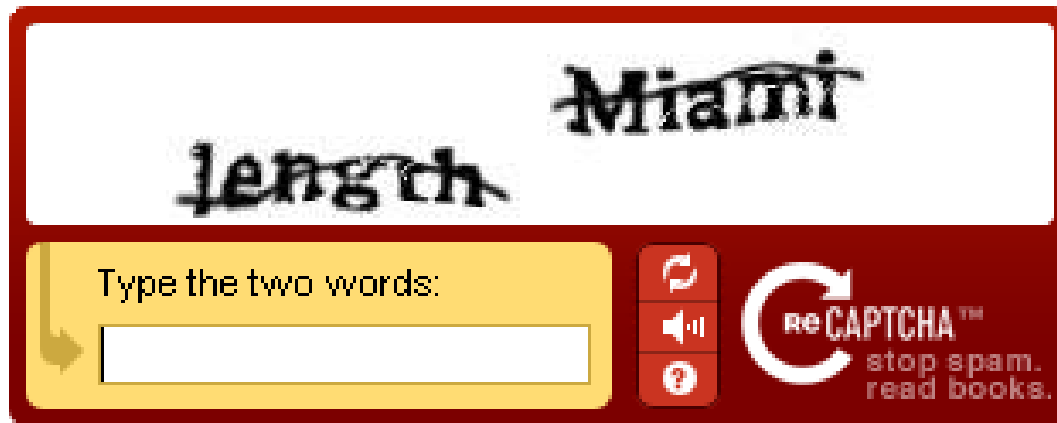 length Miami
Type the two words:
reCAPTCHA™
stop spam.
read books.